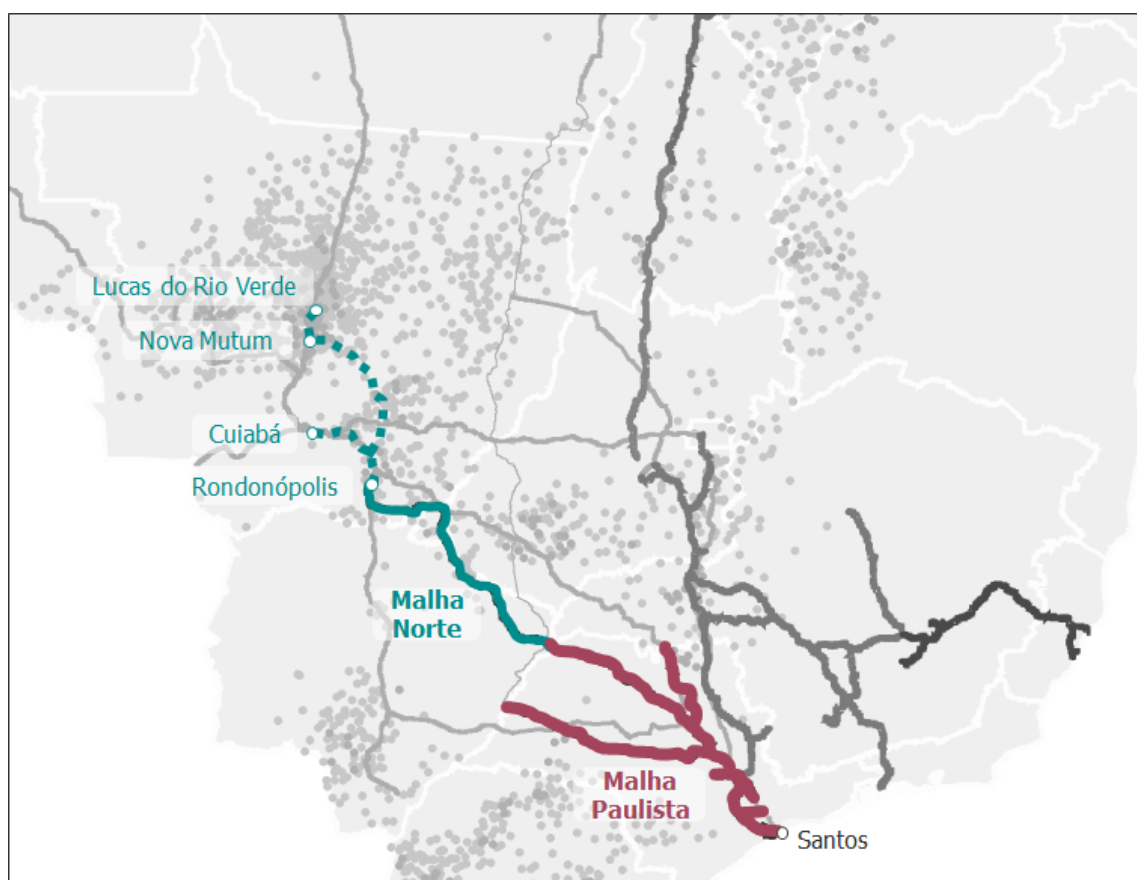 Lucas do Rio Verde
Nova Mutum
Cuiabá
Rondonópolis
Malha
Norte
Malha
Paulista
Santos